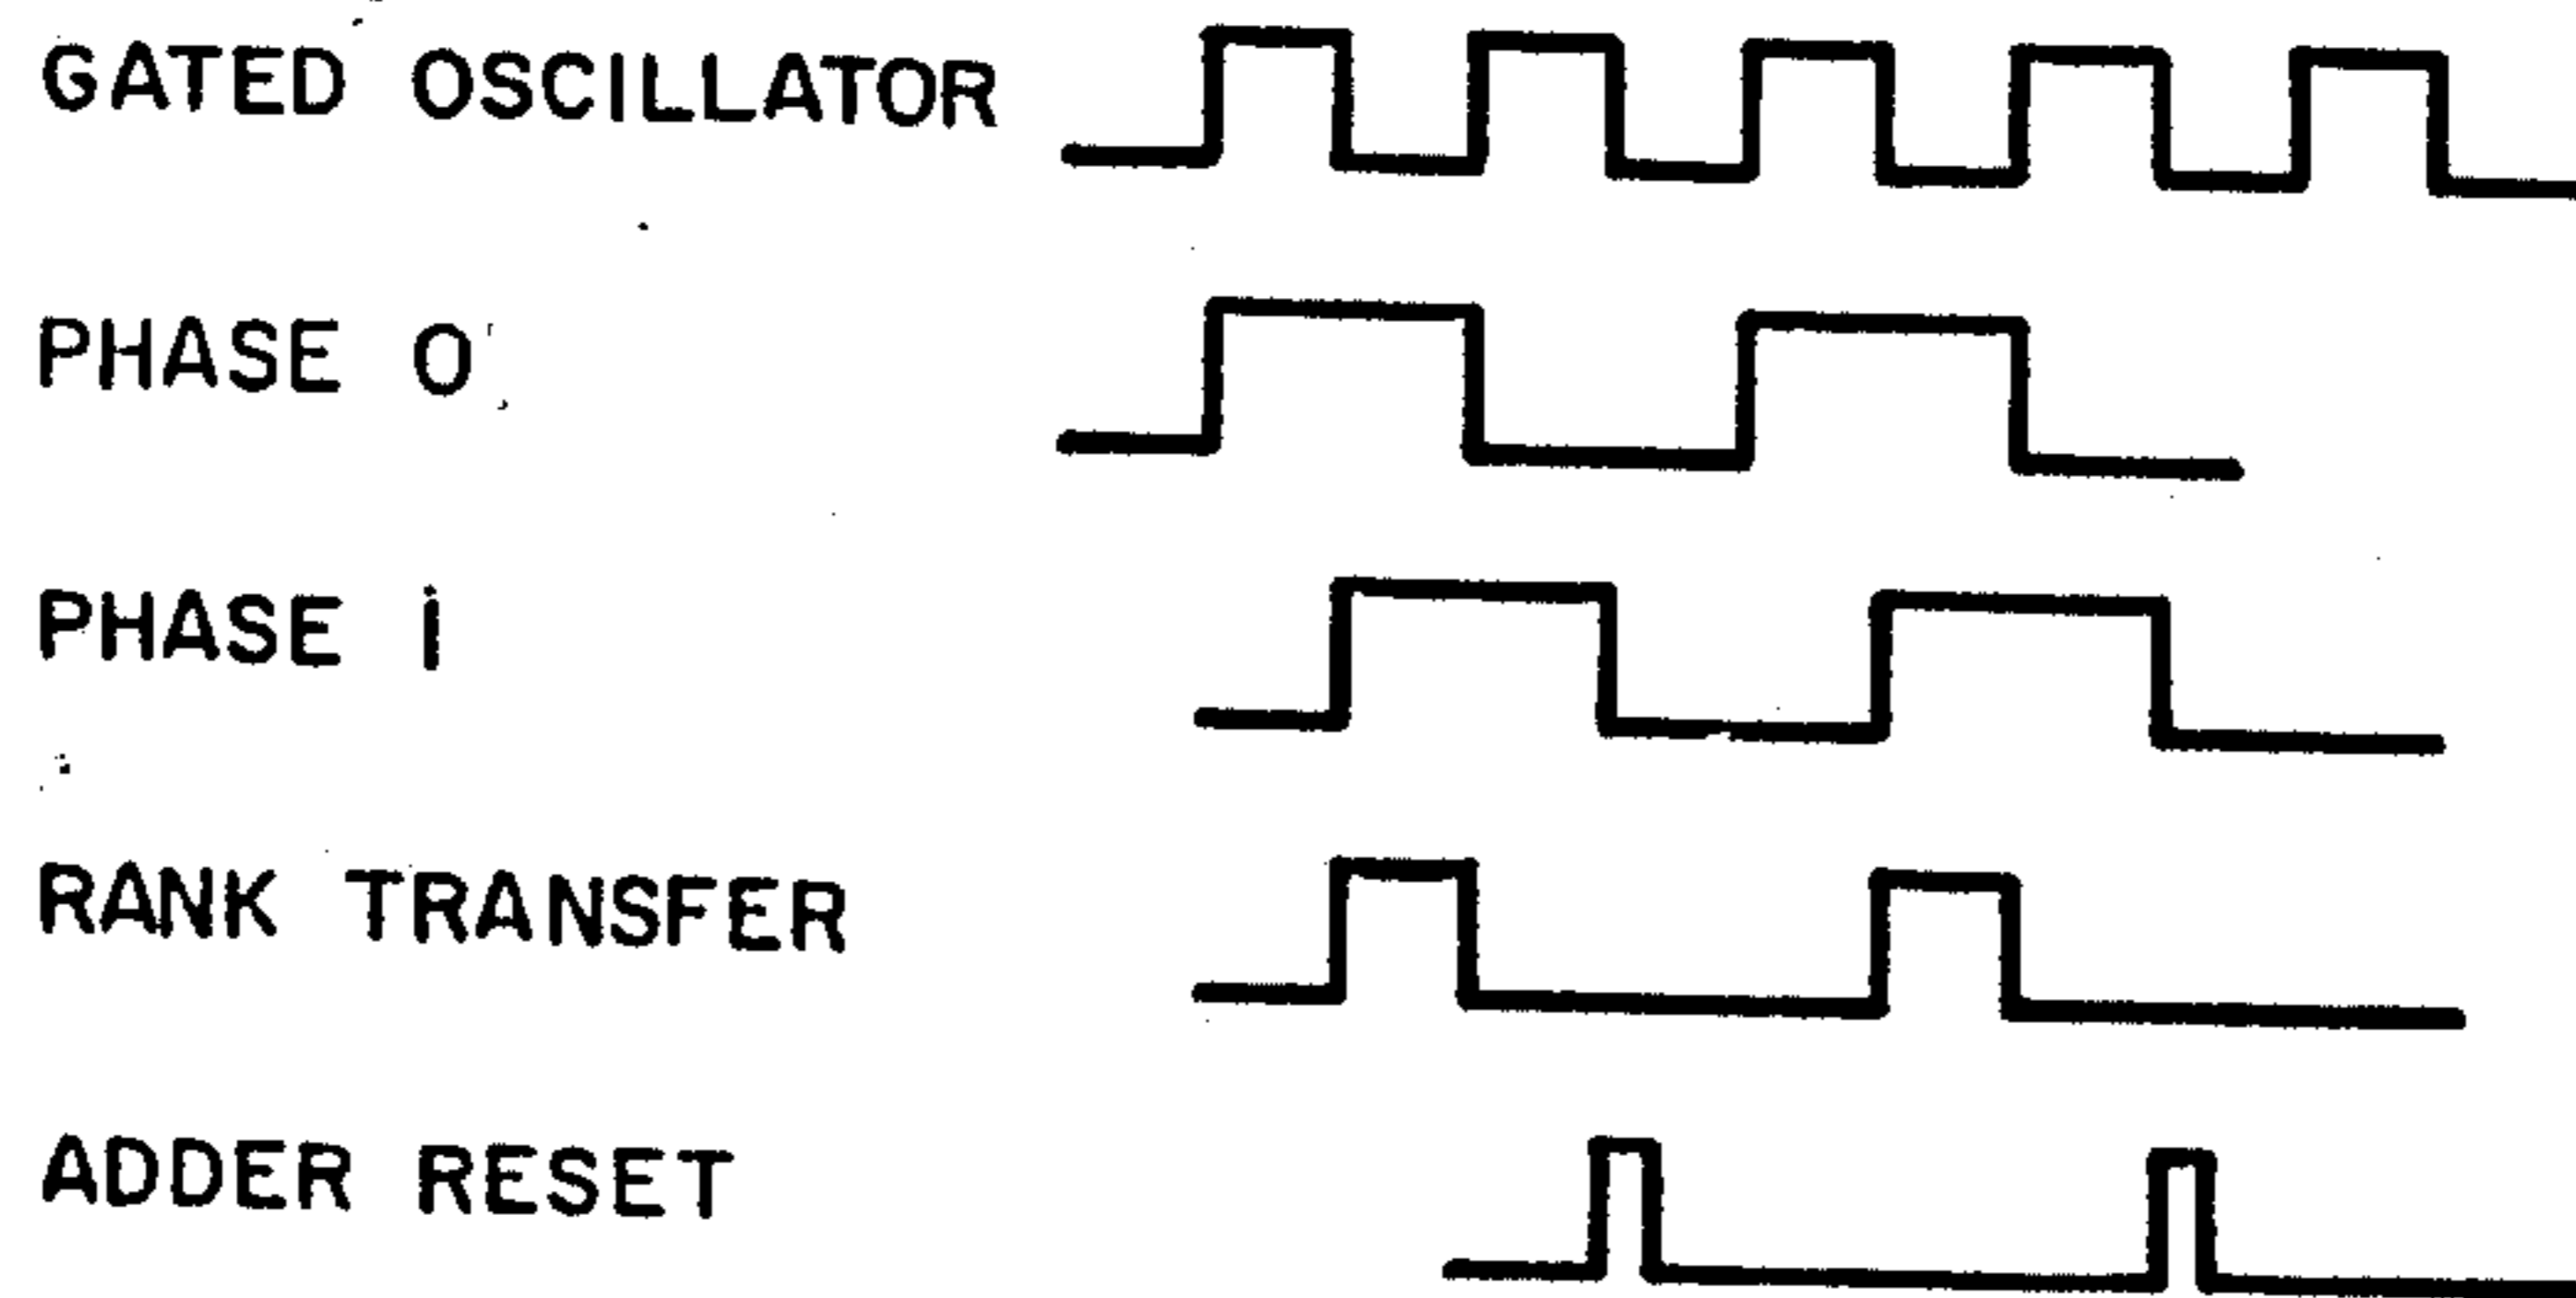 GATED OSCILLATOR
PHASE 0
PHASE 1
RANK TRANSFER
ADDER RESET